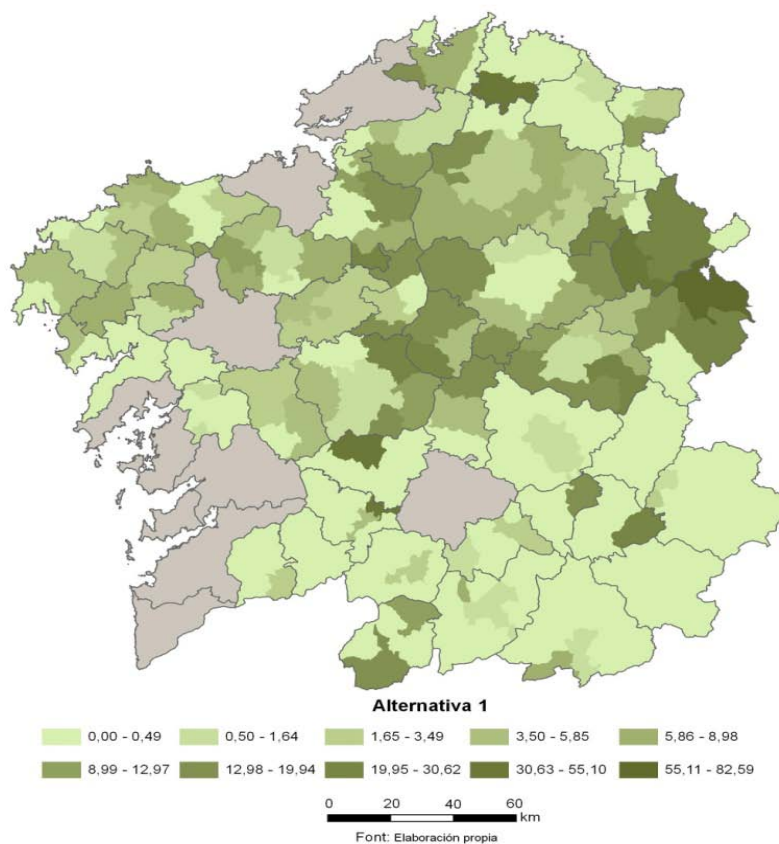 Alternativa 1
0,00 - 0,49 0,50 - 1,64 1,65 - 3,49 3,50 - 5,85 5,86 - 8,98
8,99 - 12,97 12,98 - 19,94 19,95 - 30,62 30,63 - 55,10 55,11 - 82,59
0 20 40 60
km
Font: Elaboración propia